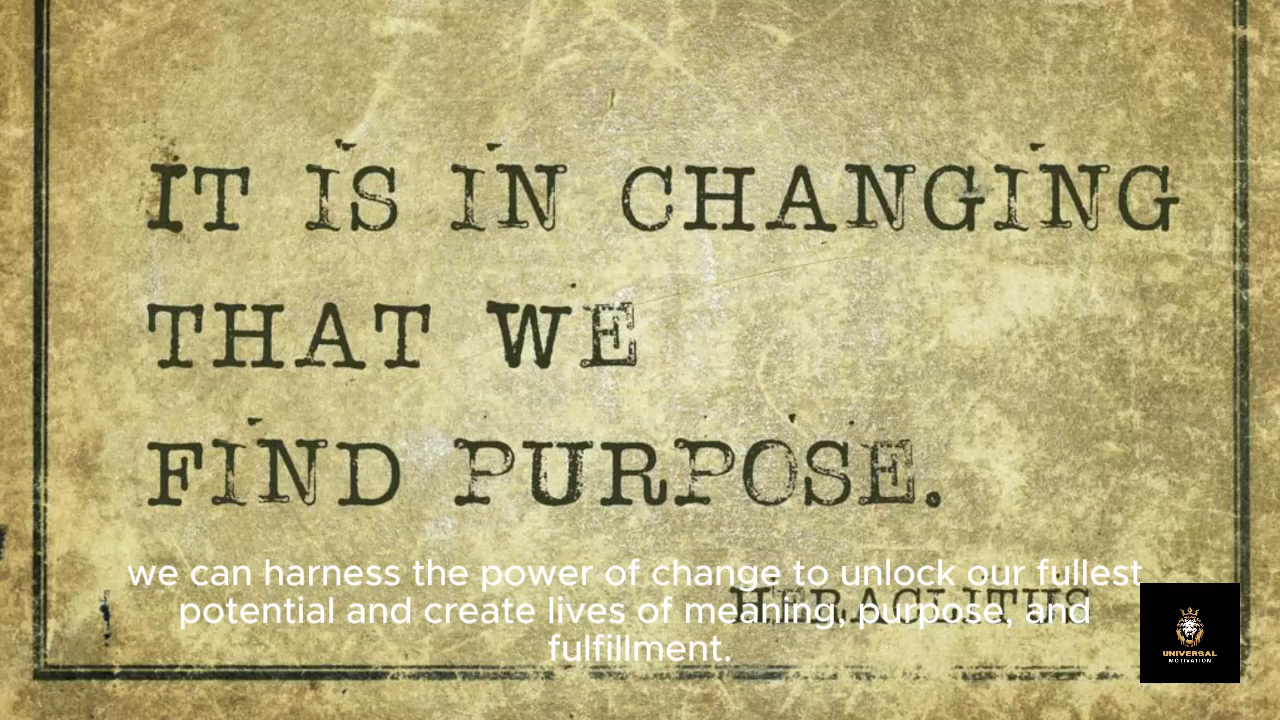 IT IS IN CHANGING
THAT WE
FIND PURPOSE.
we can harness the power of change to unlock our fullest
HERACLITUS
potential and create lives of meaning, purpose, and
fulfillment.
UNIVERSAL
MOTIVATION